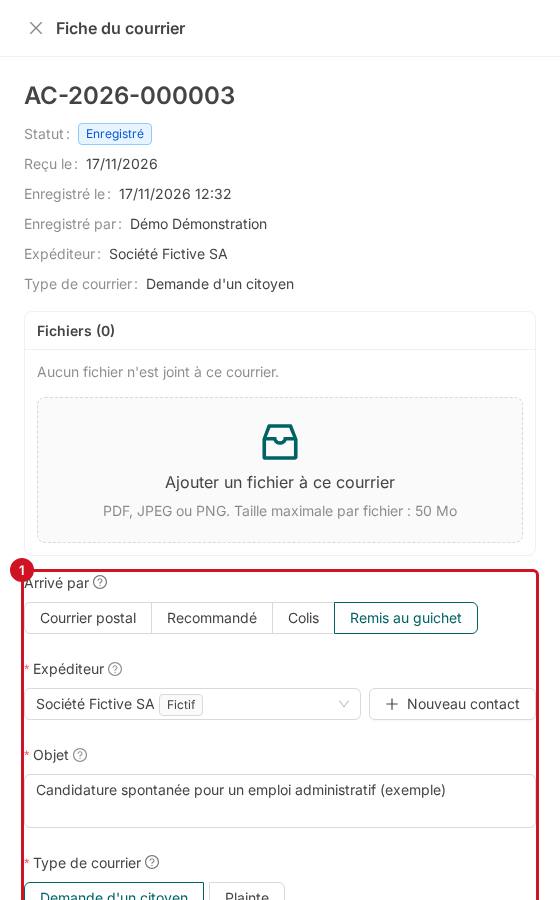 Fiche du courrier
AC-2026-000003
Statut : Enregistré
Reçu le : 17/11/2026
Enregistré le : 17/11/2026 12:32
Enregistré par : Démo Démonstration
Expéditeur : Société Fictive SA
Type de courrier : Demande d'un citoyen
Fichiers (0)
Aucun fichier n'est joint à ce courrier.
Ajouter un fichier à ce courrier
PDF, JPEG ou PNG. Taille maximale par fichier : 50 Mo
1
Arrivé par ?
Courrier postal Recommandé Colis Remis au guichet
* Expéditeur ?
Société Fictive SA Fictif + Nouveau contact
* Objet ?
Candidature spontanée pour un emploi administratif (exemple)
* Type de courrier ?
Demande d'un citoyen Plainte